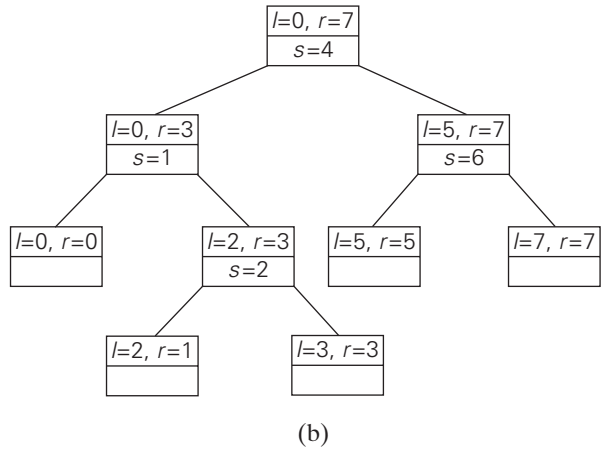 l=0, r=7
s=4
l=0, r=3
l=5, r=7
s=1
s=6
l=0, r=0
l=2, r=3
l=5, r=5
l=7, r=7
s=2
l=2, r=1
l=3, r=3
(b)